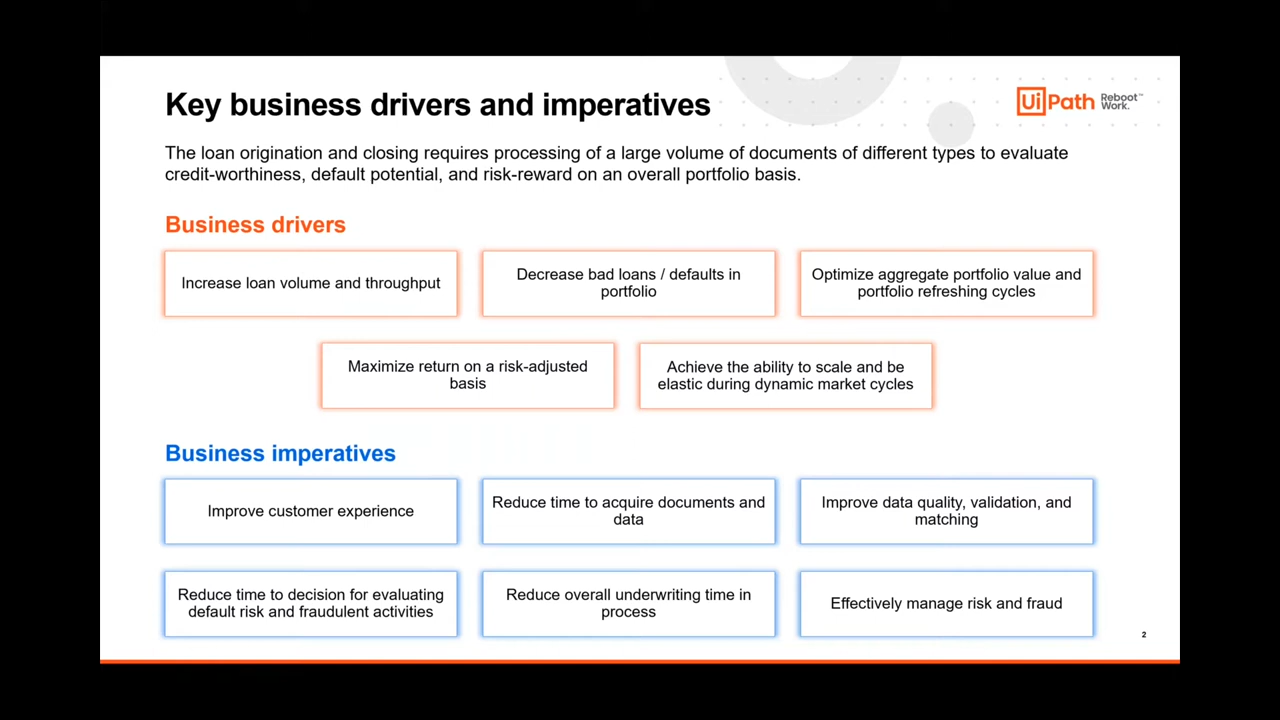 Key business drivers and imperatives
UiPath Reboot Work.™
The loan origination and closing requires processing of a large volume of documents of different types to evaluate
credit-worthiness, default potential, and risk-reward on an overall portfolio basis.
Business drivers
Increase loan volume and throughput
Decrease bad loans / defaults in
portfolio
Optimize aggregate portfolio value and
portfolio refreshing cycles
Maximize return on a risk-adjusted
basis
Achieve the ability to scale and be
elastic during dynamic market cycles
Business imperatives
Improve customer experience
Reduce time to acquire documents and
data
Improve data quality, validation, and
matching
Reduce time to decision for evaluating
default risk and fraudulent activities
Reduce overall underwriting time in
process
Effectively manage risk and fraud
2